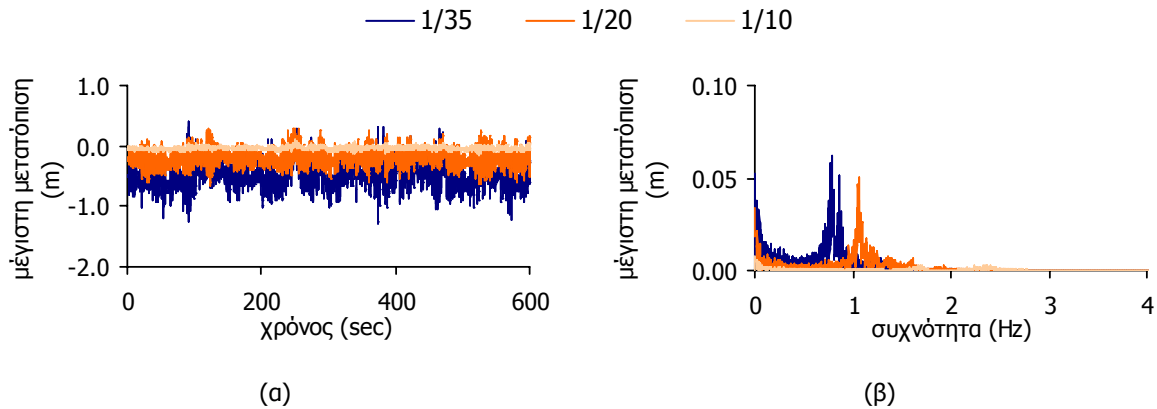 1/35 1/20 1/10
μέγιστη μετατόπιση
(m)
1.0
0.0
-1.0
-2.0
0 200 400 600
χρόνος (sec)
(α)
μέγιστη μετατόπιση
(m)
0.10
0.05
0.00
0 1 2 3 4
συχνότητα (Hz)
(β)